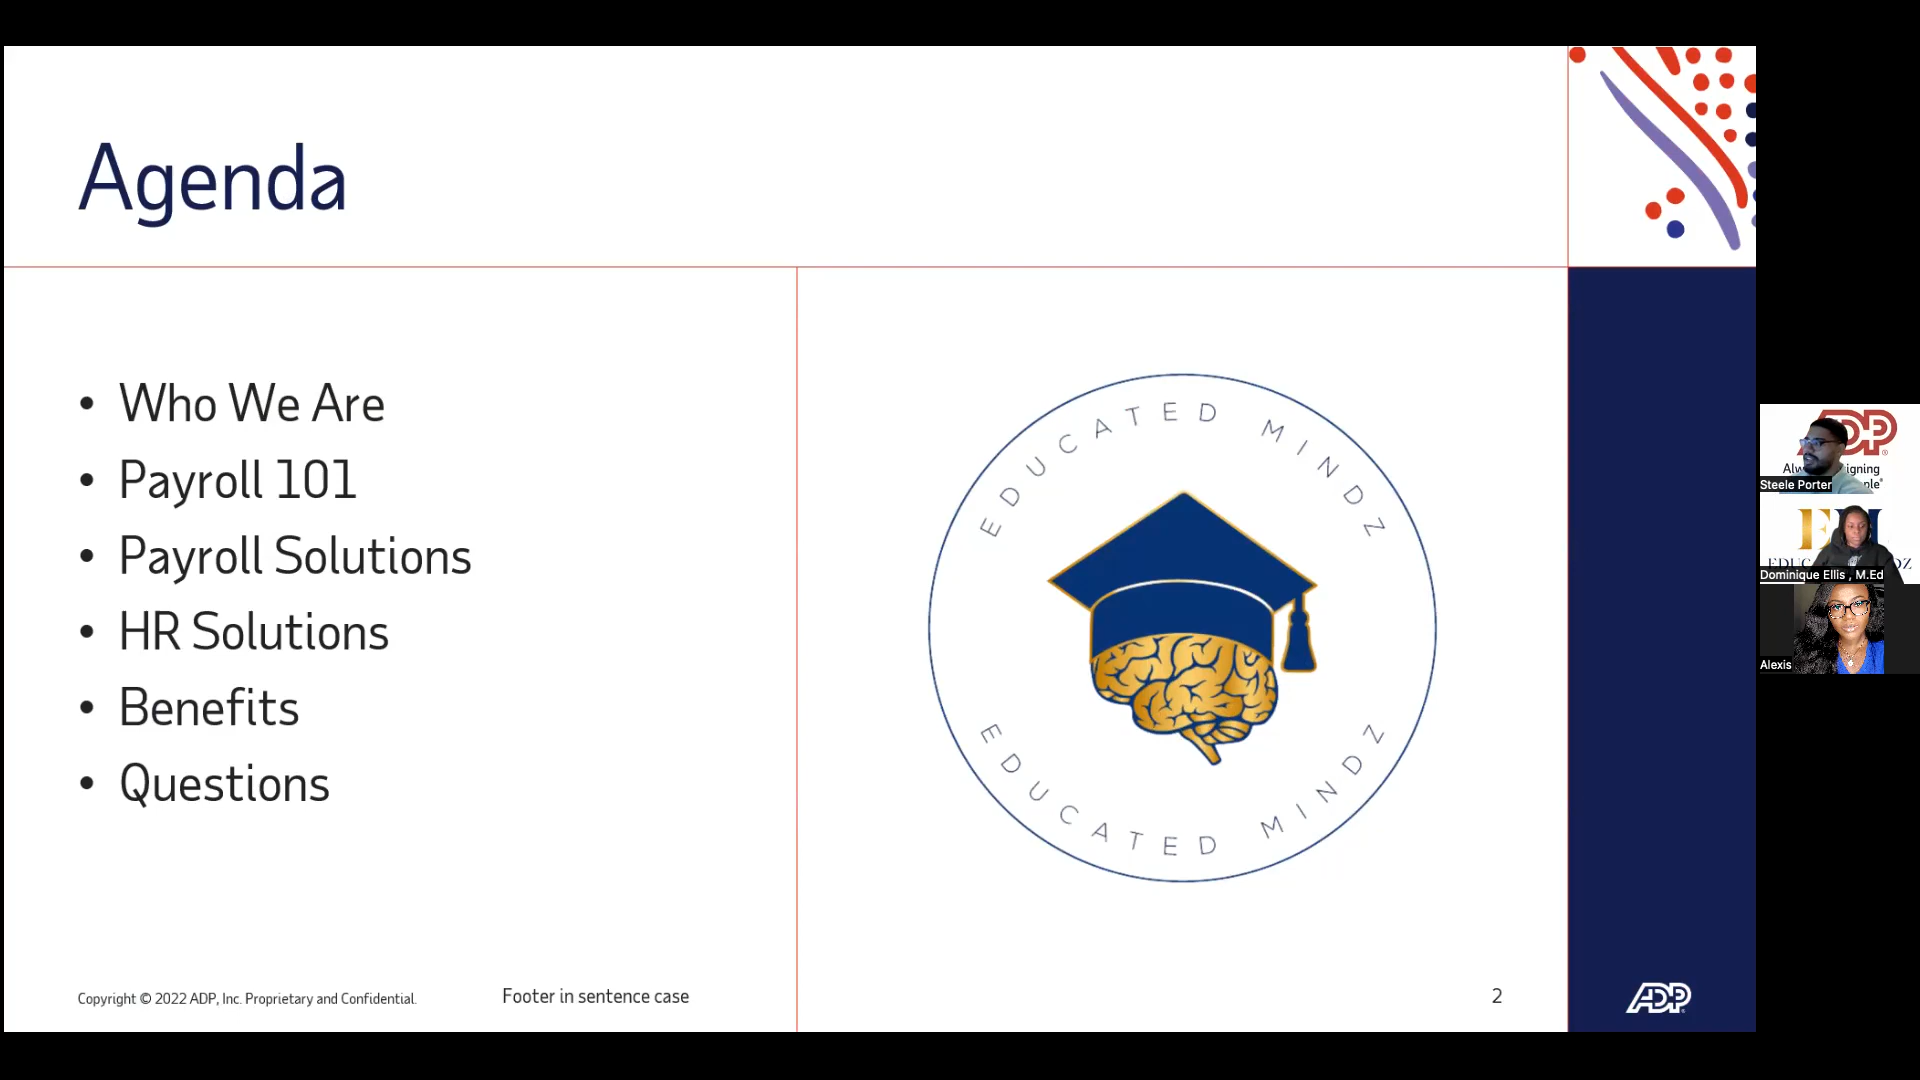 Agenda
• Who We Are
• Payroll 101
• Payroll Solutions
• HR Solutions
• Benefits
• Questions
EDUCATED MINDZ
EDUCATED MINDZ
Copyright © 2022 ADP, Inc. Proprietary and Confidential.
Footer in sentence case
2
ADP
ADP
Steele Porter
Dominique Ellis , M.Ed
Alexis